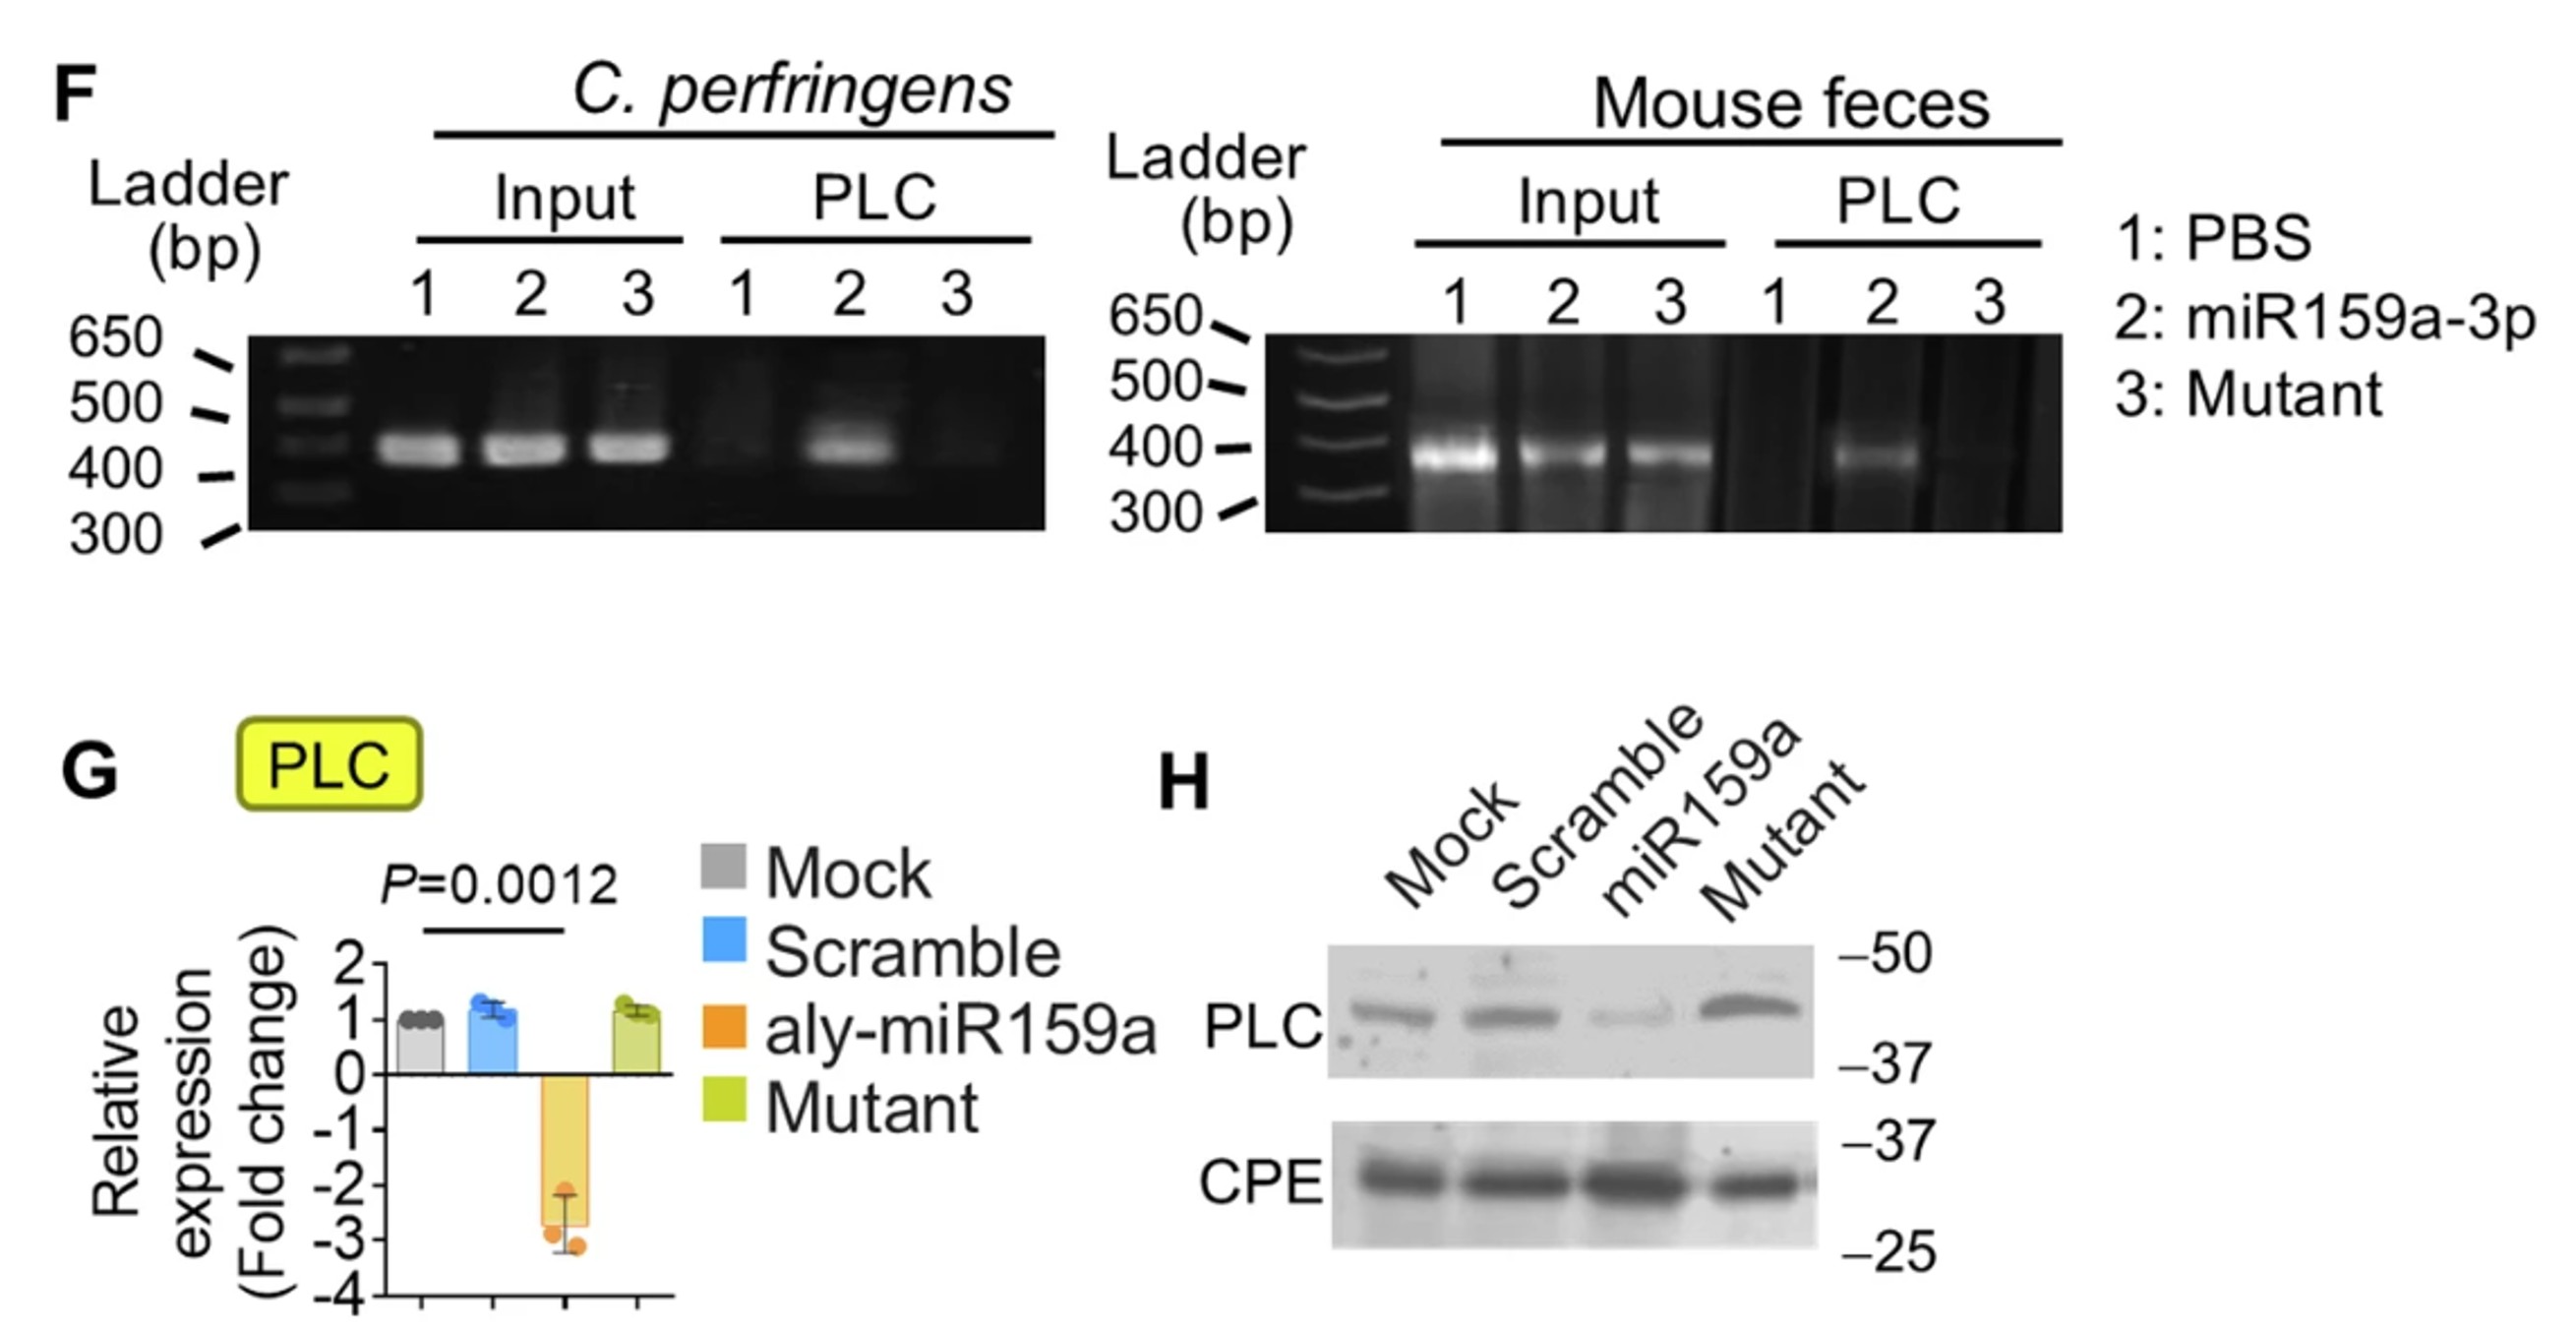 F
C. perfringens
Ladder
(bp)
Input
PLC
1 2 3 1 2 3
650
500
400
300
Mouse feces
Ladder
(bp)
Input
PLC
1 2 3 1 2 3
650
500
400
300
1: PBS
2: miR159a-3p
3: Mutant
G
PLC
P=0.0012
Relative
expression
(Fold change)
2
1
0
-1
-2
-3
-4
Mock
Scramble
aly-miR159a
Mutant
H
Mock
Scramble
miR159a
Mutant
PLC
–50
–37
CPE
–37
–25